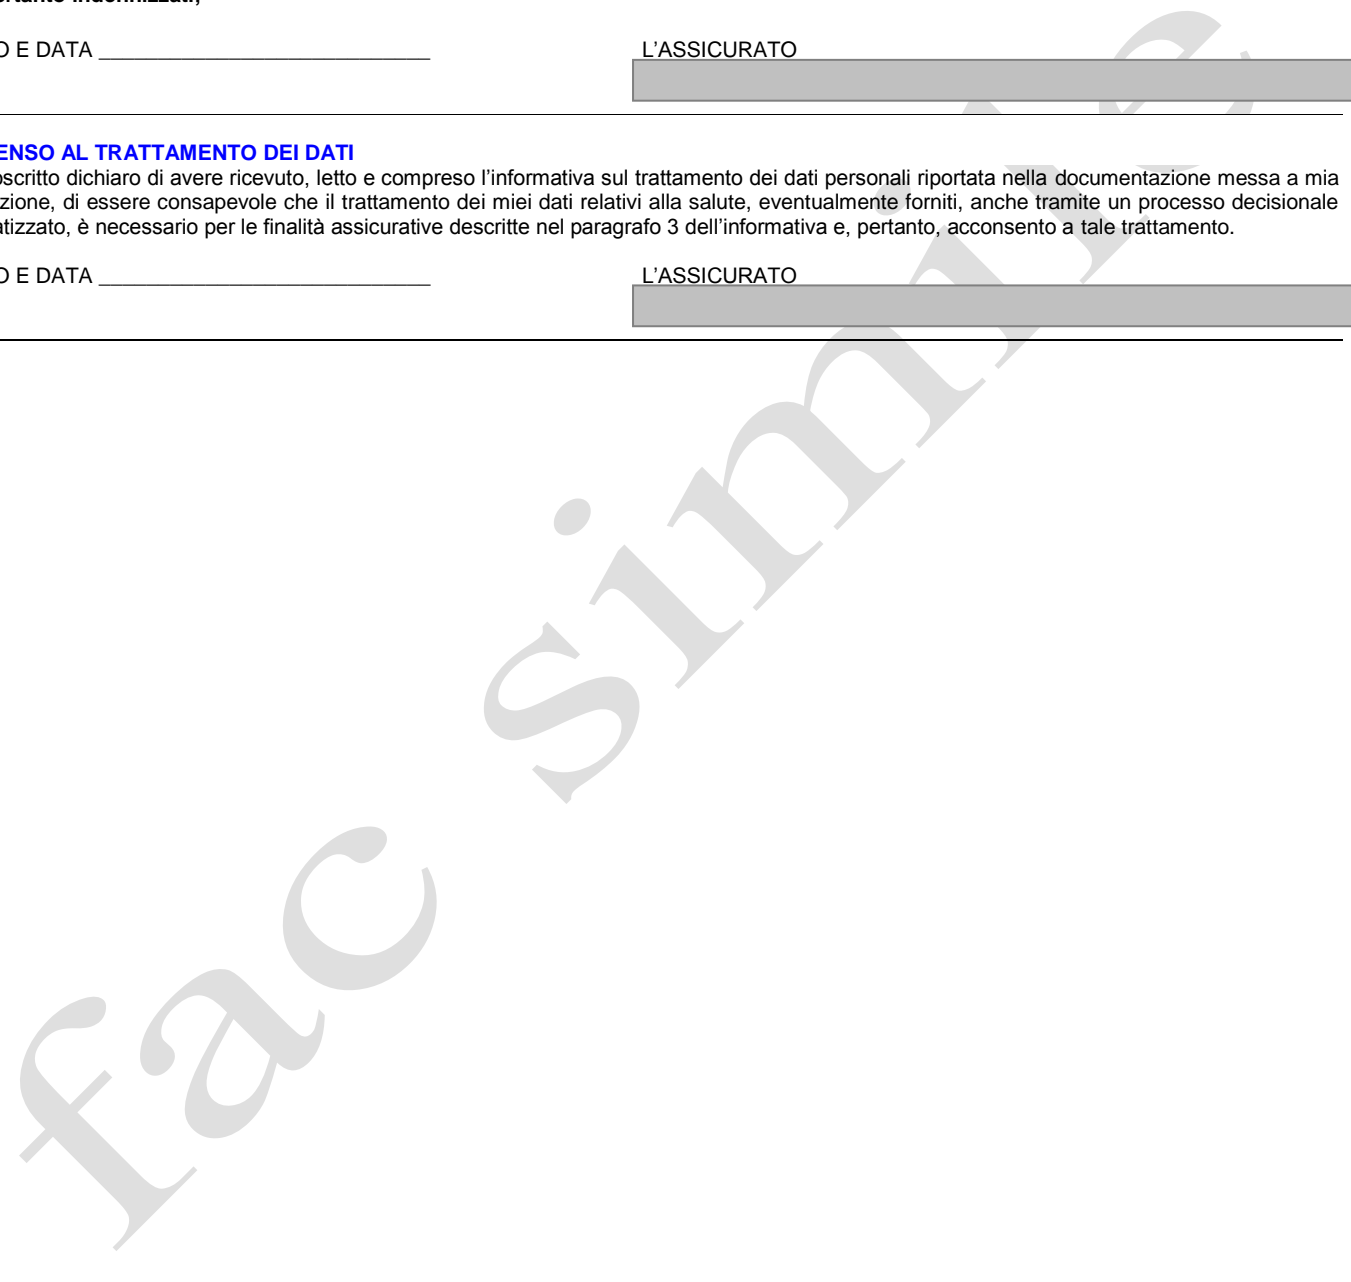 rtanto indennizzati;
O E DATA ______________________________ L’ASSICURATO
ENSO AL TRATTAMENTO DEI DATI
oscritto dichiaro di avere ricevuto, letto e compreso l’informativa sul trattamento dei dati personali riportata nella documentazione messa a mia
zione, di essere consapevole che il trattamento dei miei dati relativi alla salute, eventualmente forniti, anche tramite un processo decisionale
atizzato, è necessario per le finalità assicurative descritte nel paragrafo 3 dell’informativa e, pertanto, acconsento a tale trattamento.
O E DATA ______________________________ L’ASSICURATO
fac simile